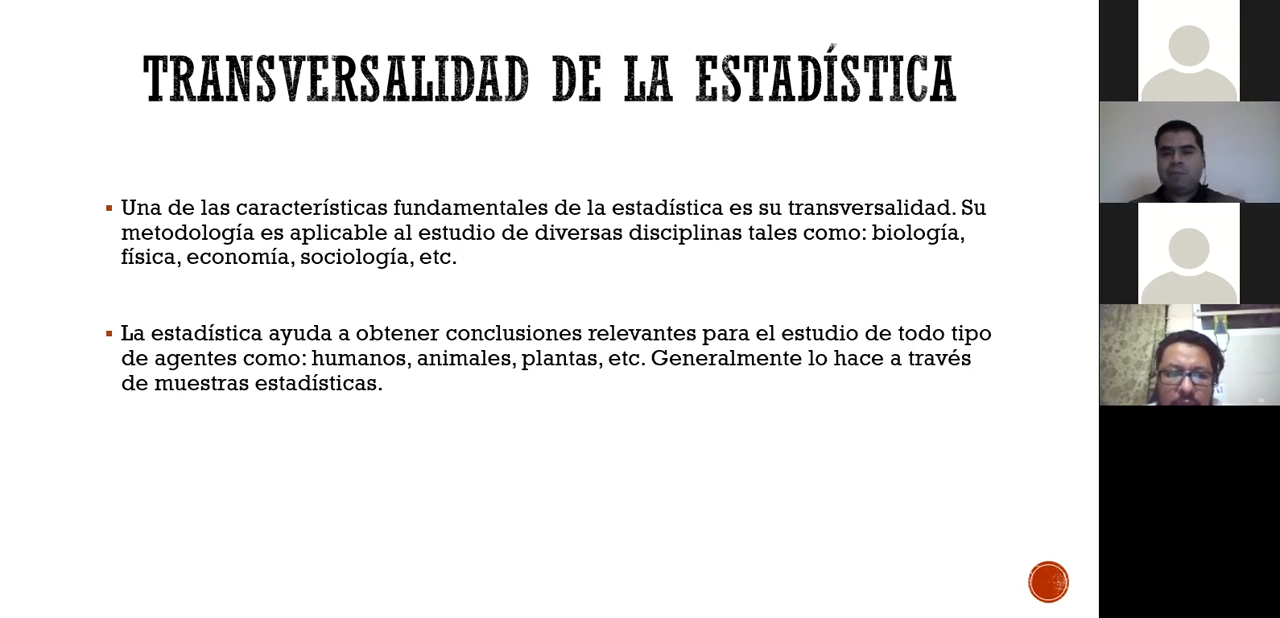 TRANSVERSALIDAD DE LA ESTADÍSTICA
Una de las características fundamentales de la estadística es su transversalidad. Su
metodología es aplicable al estudio de diversas disciplinas tales como: biología,
física, economía, sociología, etc.
La estadística ayuda a obtener conclusiones relevantes para el estudio de todo tipo
de agentes como: humanos, animales, plantas, etc. Generalmente lo hace a través
de muestras estadísticas.